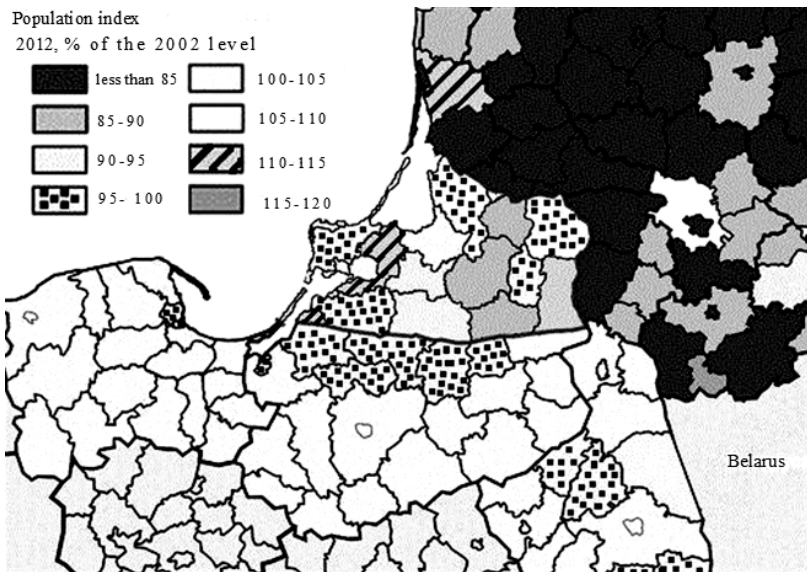 Population index
2012, % of the 2002 level
less than 85
100-105
85-90
105-110
90-95
110-115
95- 100
115-120
Belarus